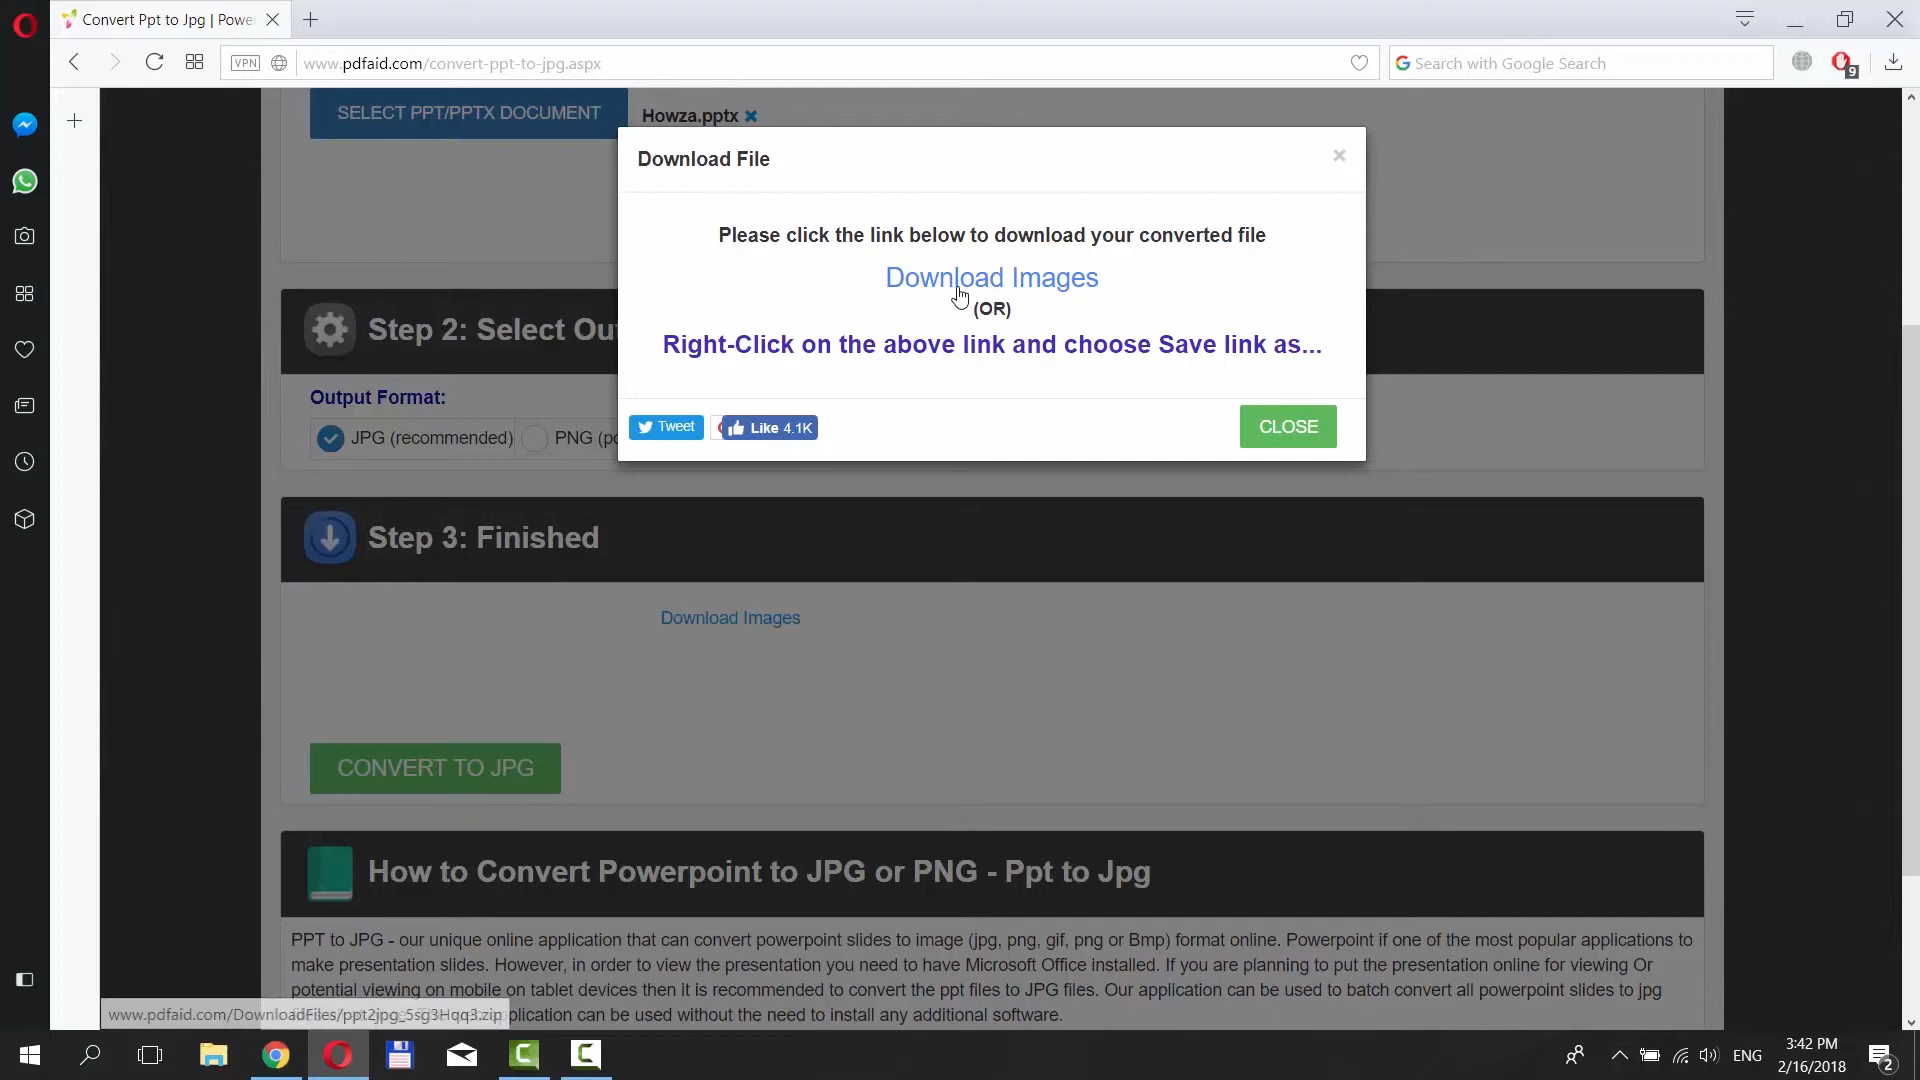 Convert Ppt to Jpg | Powe
VPN
www.pdfaid.com/convert-ppt-to-jpg.aspx
Search with Google Search
9
SELECT PPT/PPTX DOCUMENT
Howza.pptx
Download File
Please click the link below to download your converted file
Download Images
(OR)
Right-Click on the above link and choose Save link as...
Tweet
Like 4.1K
CLOSE
Step 2: Select Ou
Output Format:
JPG (recommended)
PNG (po
Step 3: Finished
Download Images
CONVERT TO JPG
How to Convert Powerpoint to JPG or PNG - Ppt to Jpg
PPT to JPG - our unique online application that can convert powerpoint slides to image (jpg, png, gif, png or Bmp) format online. Powerpoint if one of the most popular applications to
make presentation slides. However, in order to view the presentation you need to have Microsoft Office installed. If you are planning to put the presentation online for viewing Or
potential viewing on mobile on tablet devices then it is recommended to convert the ppt files to JPG files. Our application can be used to batch convert all powerpoint slides to jpg
plication can be used without the need to install any additional software.
www.pdfaid.com/DownloadFiles/ppt2jpg_5sg3Hqq3.zip
ENG
3:42 PM
2/16/2018
2